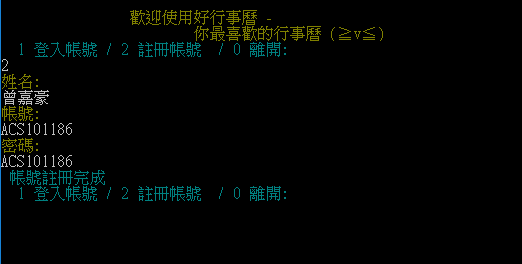 歡迎使用好行事曆 -
你最喜歡的行事曆 (≧v≦)
1 登入帳號 / 2 註冊帳號 / 0 離開:
2
姓名:
曾嘉豪
帳號:
ACS101186
密碼:
ACS101186
帳號註冊完成
1 登入帳號 / 2 註冊帳號 / 0 離開: